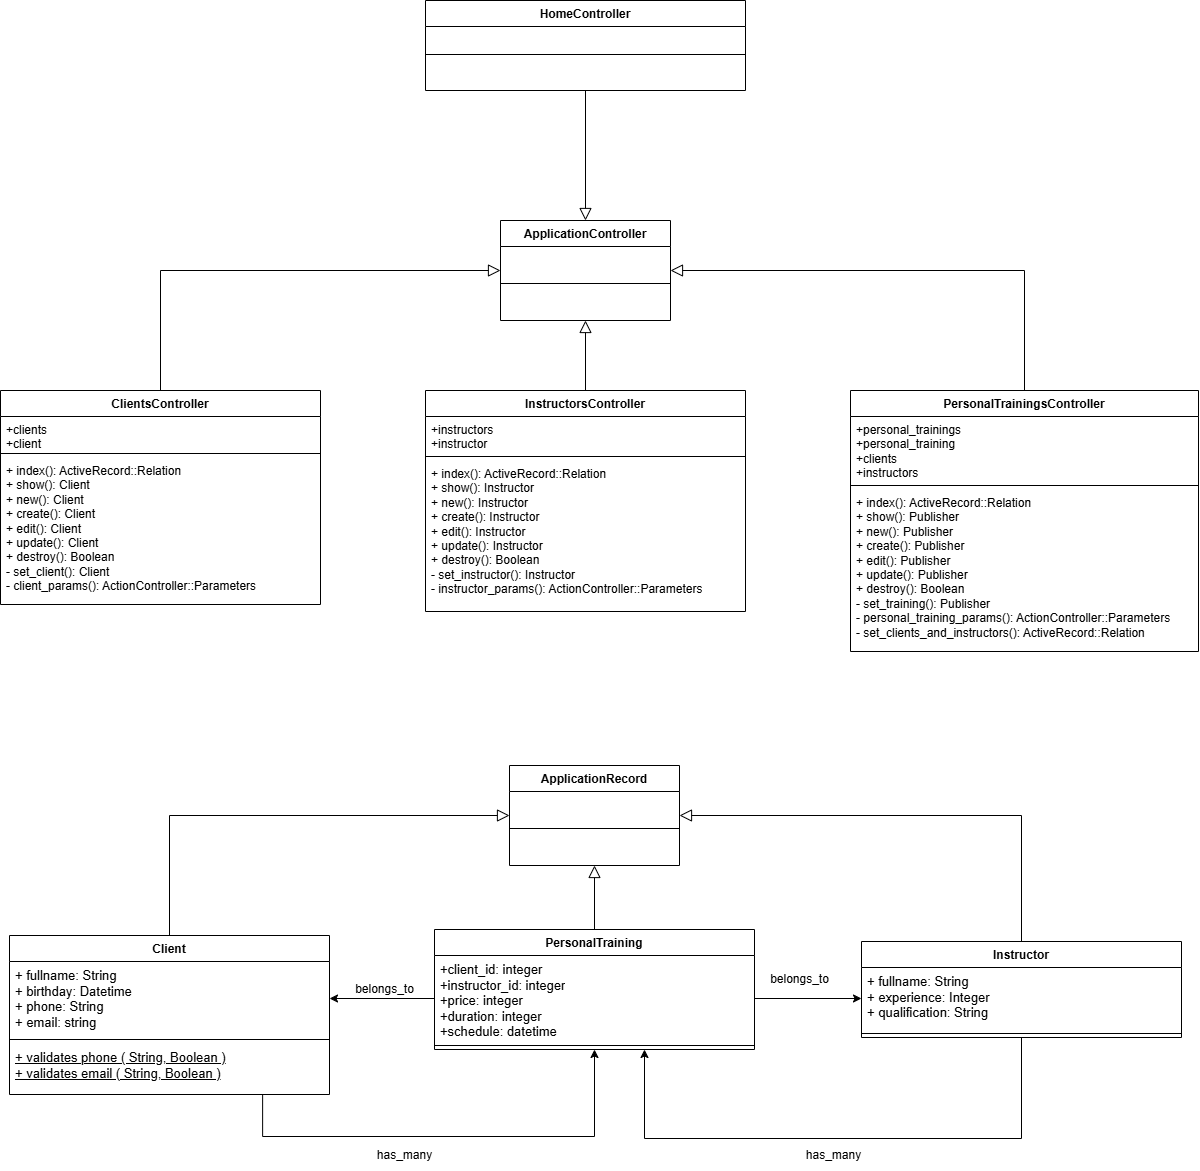 HomeController
ApplicationController
ClientsController
+clients
+client
+ index(): ActiveRecord::Relation
+ show(): Client
+ new(): Client
+ create(): Client
+ edit(): Client
+ update(): Client
+ destroy(): Boolean
- set_client(): Client
- client_params(): ActionController::Parameters
InstructorsController
+instructors
+instructor
+ index(): ActiveRecord::Relation
+ show(): Instructor
+ new(): Instructor
+ create(): Instructor
+ edit(): Instructor
+ update(): Instructor
+ destroy(): Boolean
- set_instructor(): Instructor
- instructor_params(): ActionController::Parameters
PersonalTrainingsController
+personal_trainings
+personal_training
+clients
+instructors
+ index(): ActiveRecord::Relation
+ show(): Publisher
+ new(): Publisher
+ create(): Publisher
+ edit(): Publisher
+ update(): Publisher
+ destroy(): Boolean
- set_training(): Publisher
- personal_training_params(): ActionController::Parameters
- set_clients_and_instructors(): ActiveRecord::Relation
ApplicationRecord
Client
+ fullname: String
+ birthday: Datetime
+ phone: String
+ email: string
+ validates phone ( String, Boolean )
+ validates email ( String, Boolean )
belongs_to
PersonalTraining
+client_id: integer
+instructor_id: integer
+price: integer
+duration: integer
+schedule: datetime
belongs_to
Instructor
+ fullname: String
+ experience: Integer
+ qualification: String
has_many
has_many